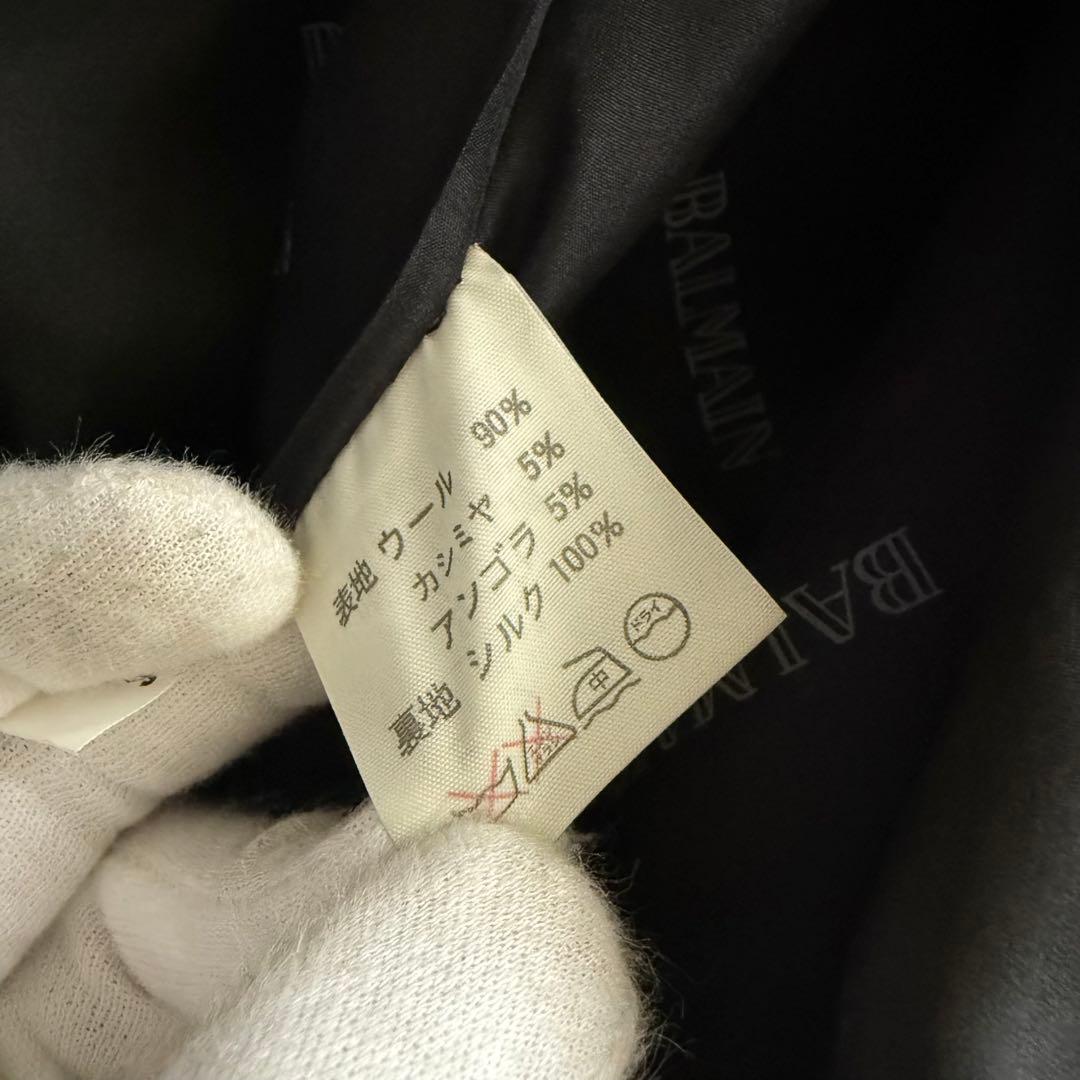 表地 ウール 90%
カシミヤ 5%
アンゴラ 5%
裏地 シルク 100%
ドライ
中
BALMAIN
BALM